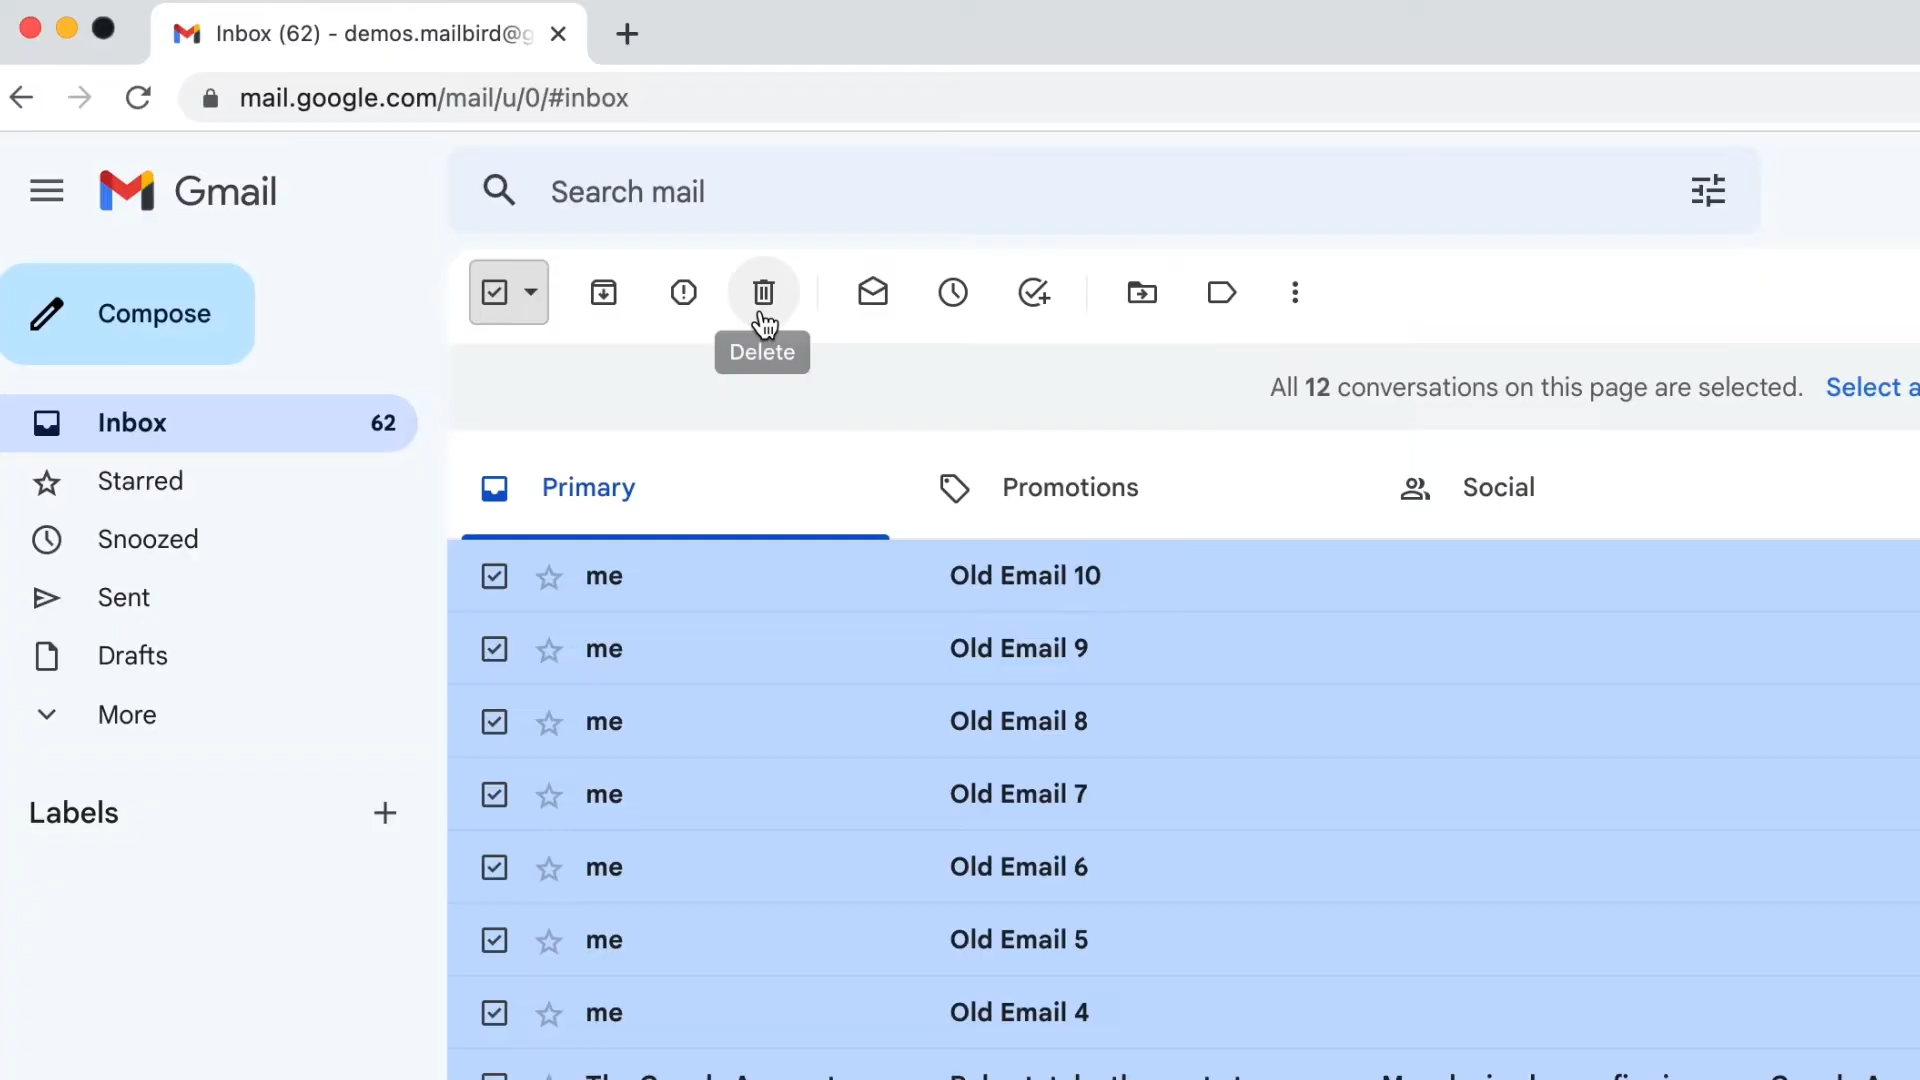 Inbox (62) - demos.mailbird@g
mail.google.com/mail/u/0/#inbox
Gmail
Search mail
Compose
Delete
All 12 conversations on this page are selected. Select a
Inbox 62
Starred
Snoozed
Sent
Drafts
More
Labels
Primary
Promotions
Social
me Old Email 10
me Old Email 9
me Old Email 8
me Old Email 7
me Old Email 6
me Old Email 5
me Old Email 4